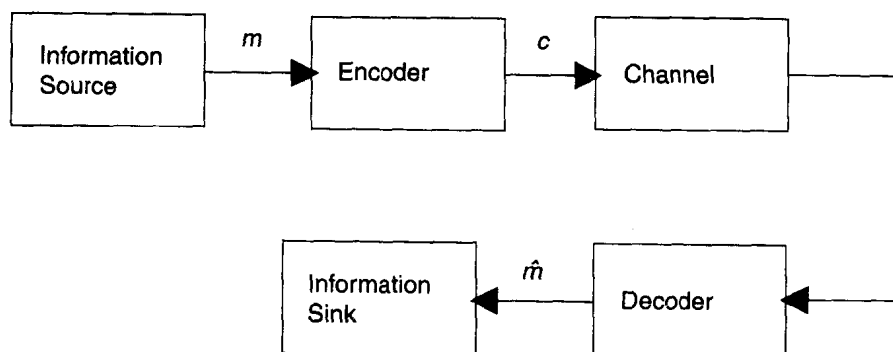 m
c
Information
Source
Encoder
Channel
m̂
Information
Sink
Decoder